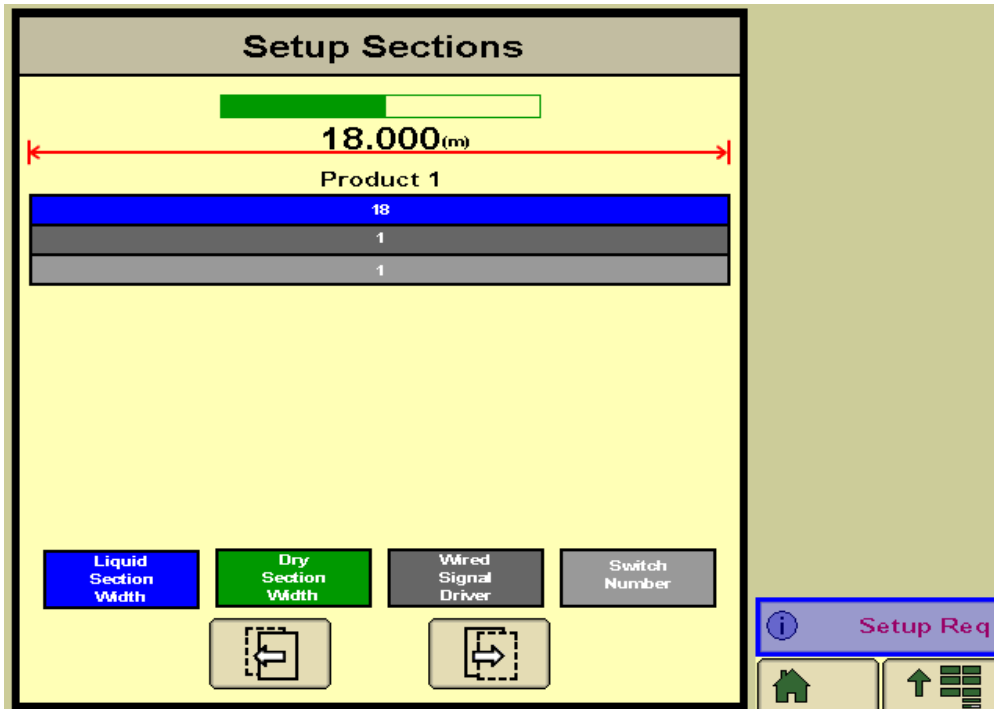 Setup Sections
18.000(m)
Product 1
18
1
1
Liquid
Section
Width
Dry
Section
Width
Wired
Signal
Driver
Switch
Number
i
Setup Req